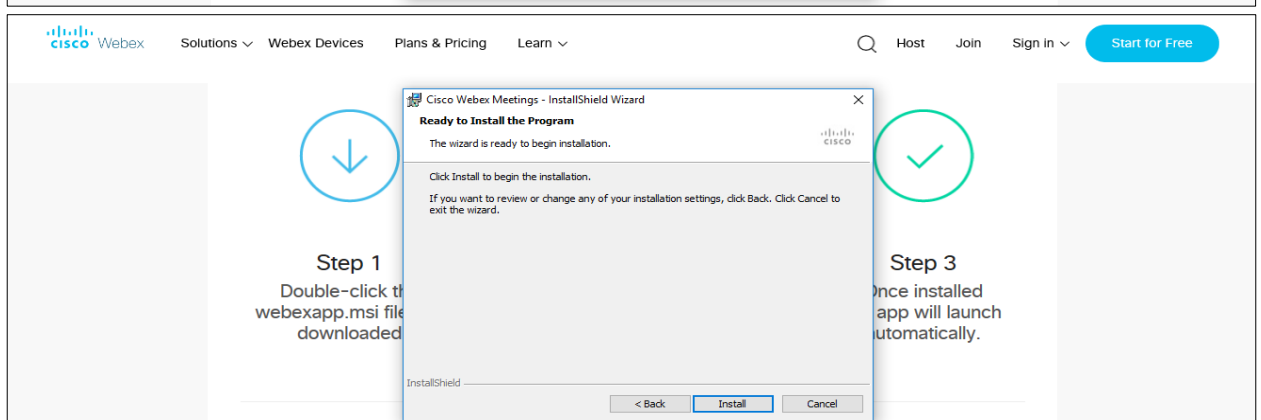 CISCO Webex Solutions Webex Devices Plans & Pricing Learn Host Join Sign in Start for Free
Cisco Webex Meetings - InstallShield Wizard
Ready to Install the Program
The wizard is ready to begin installation.
CISCO
Click Install to begin the installation.
If you want to review or change any of your installation settings, click Back. Click Cancel to
exit the wizard.
InstallShield
< Back Install Cancel
Step 1
Double-click
webexapp.msi
downloaded
Step 3
installed
app will launch